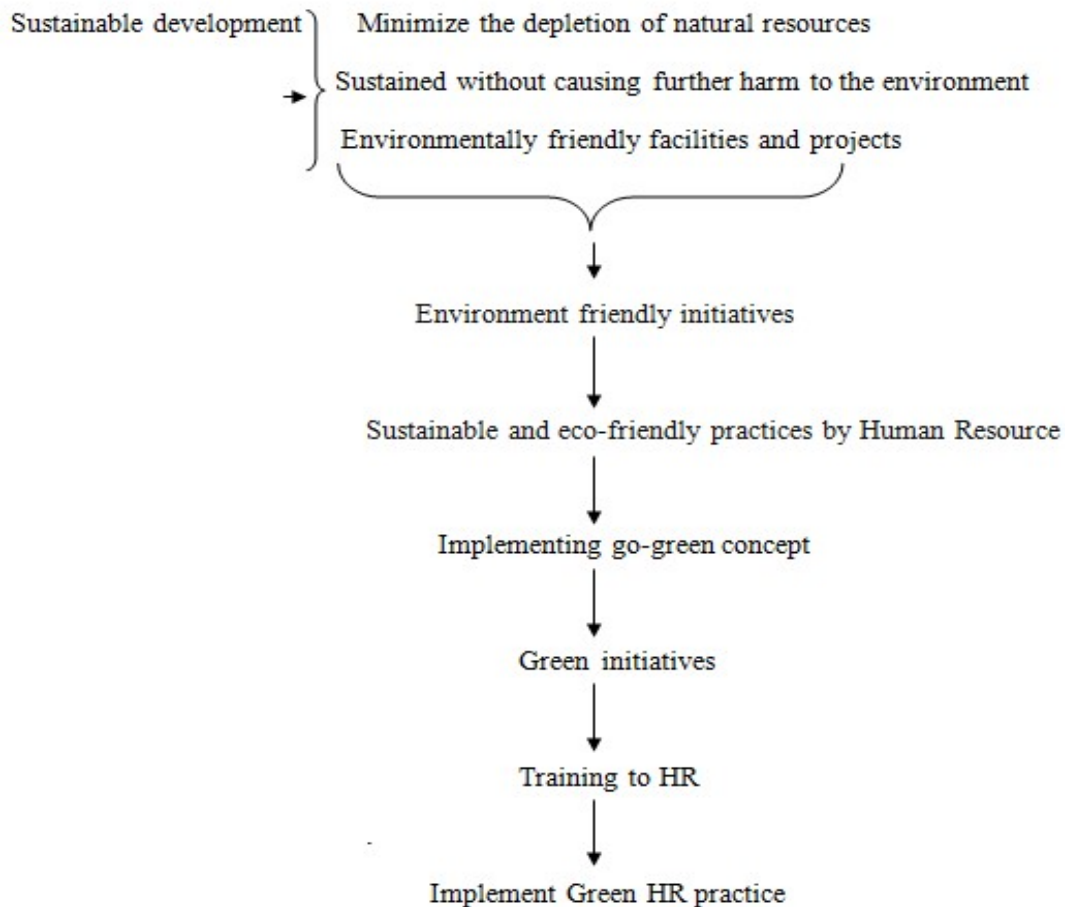 Sustainable development
Minimize the depletion of natural resources
Sustained without causing further harm to the environment
Environmentally friendly facilities and projects
Environment friendly initiatives
Sustainable and eco-friendly practices by Human Resource
Implementing go-green concept
Green initiatives
Training to HR
Implement Green HR practice